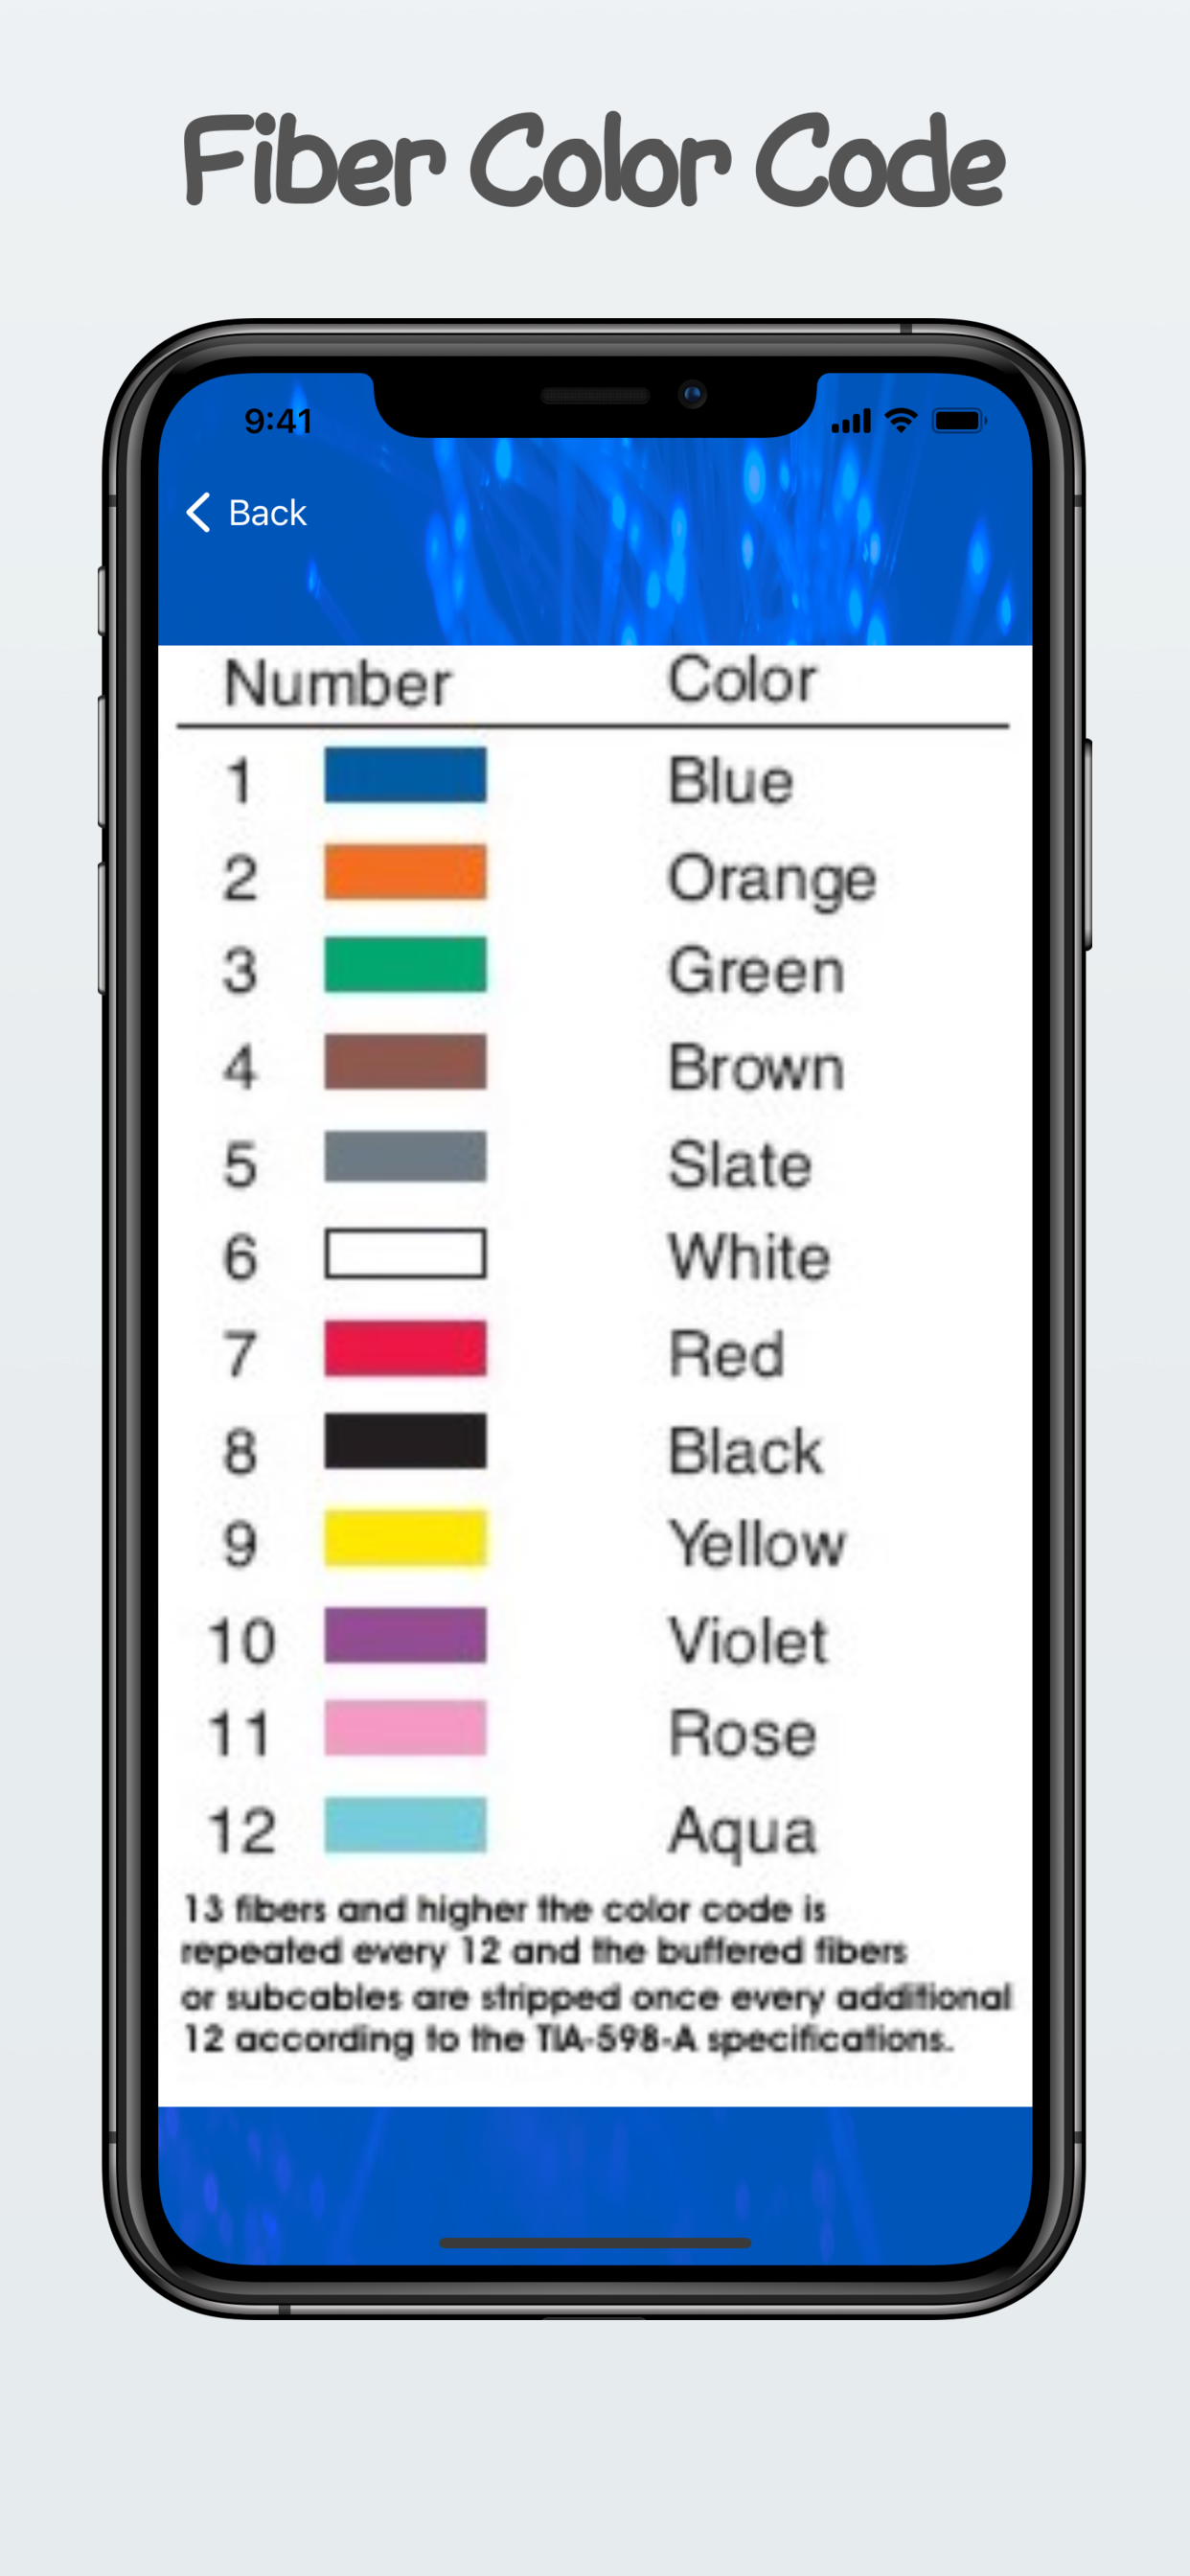 Fiber Color Code
9:41
Back
Number Color
1 Blue
2 Orange
3 Green
4 Brown
5 Slate
6 White
7 Red
8 Black
9 Yellow
10 Violet
11 Rose
12 Aqua
13 fibers and higher the color code is
repeated every 12 and the buffered fibers
or subcables are stripped once every additional
12 according to the TIA-598-A specifications.